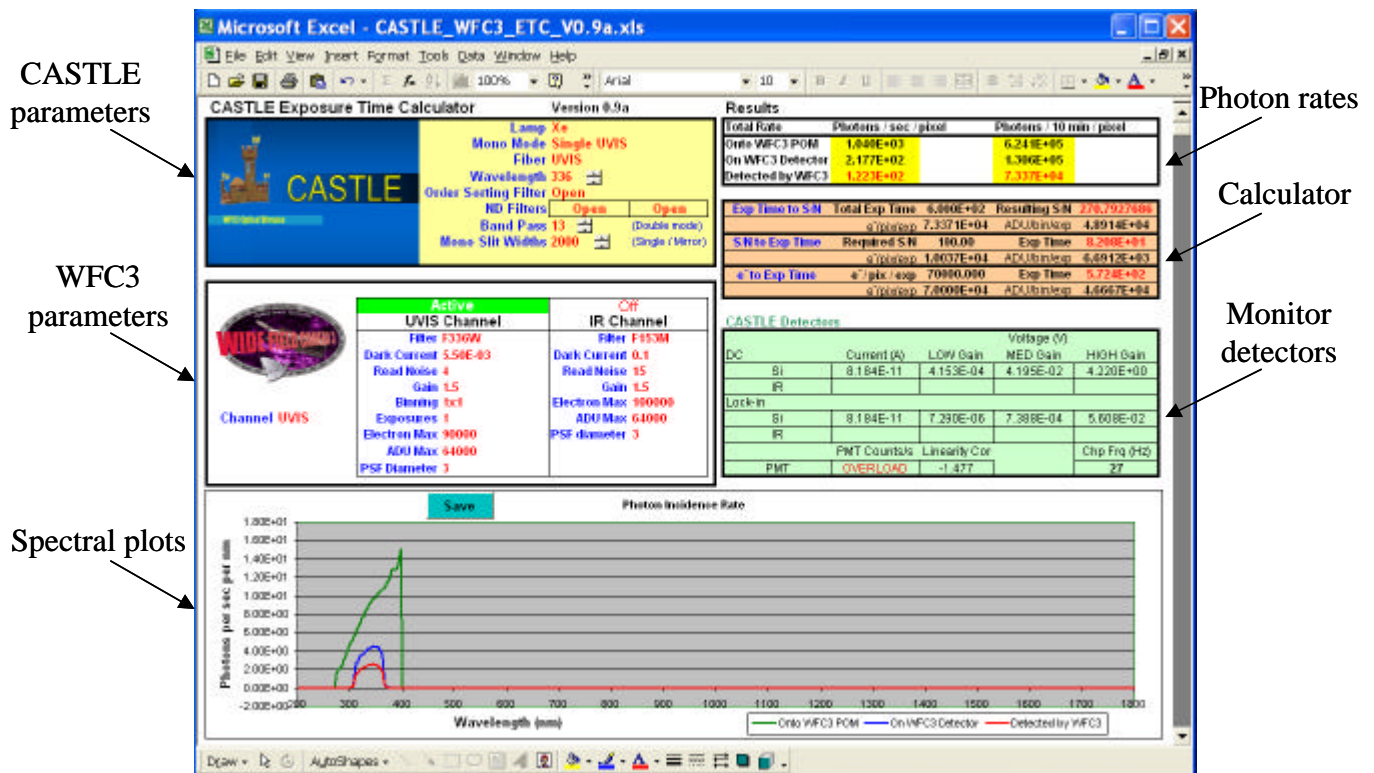 CASTLE parameters
WFC3 parameters
Spectral plots
Photon rates
Calculator
Monitor detectors
Microsoft Excel - CASTLE_WFC3_ETC_V0.9a.xls
File Edit View Insert Format Tools Data Window Help
100% Arial 10 B I U
CASTLE Exposure Time Calculator Version 0.9a
CASTLE
Lamp Xe
Mono Mode Single UVIS
Fiber UVIS
Wavelength 336
Order Sorting Filter Open
ND Filters Open Open
Band Pass 13 (Double mode)
Mono Slit Widths 2000 (Single / Mirror)
Results
Total Rate Photons / sec / pixel Photons / 10 min / pixel
Onto WFC3 POM 1.040E+03 6.241E+05
On WFC3 Detector 2.177E+02 1.306E+05
Detected by WFC3 1.223E+02 7.337E+04
Exp Time to S/N Total Exp Time 6.000E+02 Resulting S/N 270.7927686
e⁻/pix/exp 7.3371E+04 ADU/bin/exp 4.8914E+04
S/N to Exp Time Required S/N 100.00 Exp Time 8.208E+01
e⁻/pix/exp 1.0037E+04 ADU/bin/exp 6.6912E+03
e⁻ to Exp Time e⁻ / pix / exp 70000.000 Exp Time 5.724E+02
e⁻/pix/exp 7.0000E+04 ADU/bin/exp 4.6667E+04
WIDE FIELD CAMERA 3
Channel UVIS
Active
UVIS Channel
Filter F336W
Dark Current 5.50E-03
Read Noise 4
Gain 1.5
Binning 1x1
Exposures 1
Electron Max 90000
ADU Max 64000
PSF Diameter 3
Off
IR Channel
Filter F153M
Dark Current 0.1
Read Noise 15
Gain 1.5
Electron Max 100000
ADU Max 64000
PSF diameter 3
CASTLE Detectors
Voltage (V)
DC Current (A) LOW Gain MED Gain HIGH Gain
Si 8.184E-11 4.153E-04 4.195E-02 4.220E+00
IR
Lock-in
Si 8.184E-11 7.290E-06 7.388E-04 5.608E-02
IR
PMT Counts/s Linearity Cor Chp Frq (Hz)
PMT OVERLOAD -1.477 27
Save
Photon Incidence Rate
Photons per sec per nm
1.80E+01
1.60E+01
1.40E+01
1.20E+01
1.00E+01
8.00E+00
6.00E+00
4.00E+00
2.00E+00
0.00E+00
-2.00E+00
200 300 400 500 600 700 800 900 1000 1100 1200 1300 1400 1500 1600 1700 1800
Wavelength (nm)
Onto WFC3 POM On WFC3 Detector Detected by WFC3
Draw AutoShapes